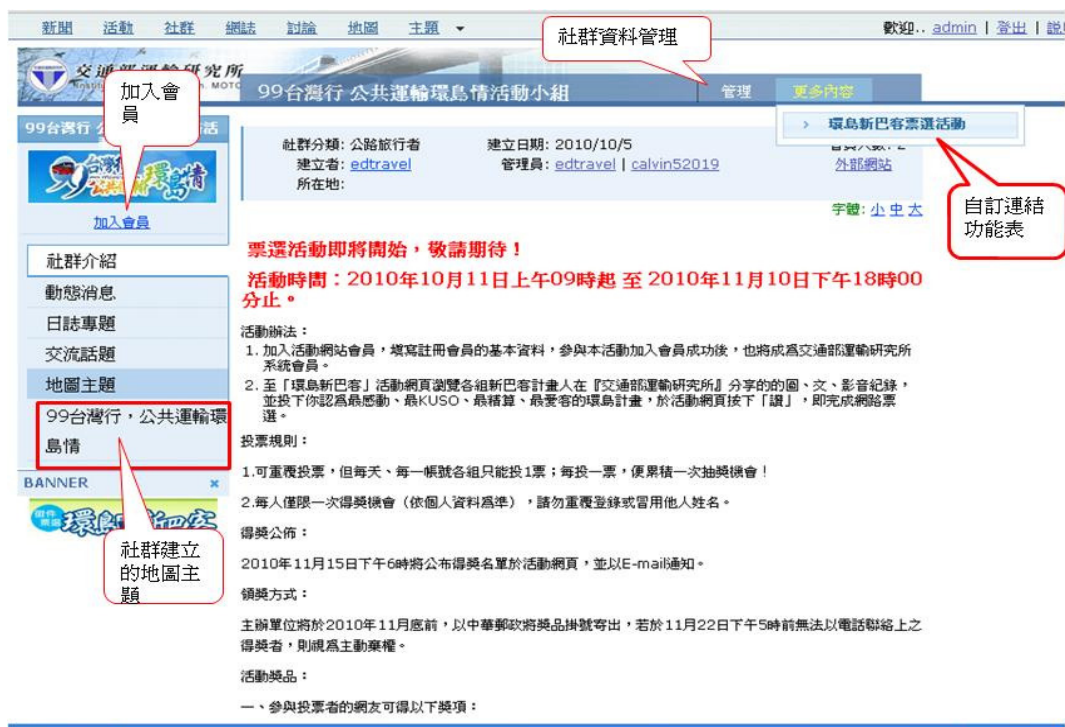 新聞 活動 社群 網誌 討論 地圖 主題
歡迎.. admin | 登出 |
社群資料管理
交通部運輸研究所
加入會員
99台灣行 公共運輸環島情活動小組
管理
更多內容
環島新巴客票選活動
99台灣行
社群分類: 公路旅行者
建立日期: 2010/10/5
會員人數: 2
建立者: edtravel
管理員: edtravel | calvin52019
外部網站
所在地:
台灣行
公共運輸環島情
字體: 小 中 大
自訂連結
功能表
加入會員
社群介紹
動態消息
日誌專題
交流話題
地圖主題
99台灣行，公共運輸環
島情
BANNER
社群建立
的地圖主
題
票選活動即將開始，敬請期待！
活動時間：2010年10月11日上午09時起 至 2010年11月10日下午18時00
分止。
活動辦法：
1. 加入活動網站會員，填寫註冊會員的基本資料，參與本活動加入會員成功後，也將成為交通部運輸研究所
系統會員。
2. 至「環島新巴客」活動網頁瀏覽各組新巴客計畫人在『交通部運輸研究所』分享的的圖、文、影音紀錄，
並投下你認為最感動、最KUSO、最精算、最愛客的環島計畫，於活動網頁按下「讚」，即完成網路票
選。
投票規則：
1.可重覆投票，但每天、每一帳號各組只能投1票；每投一票，便累積一次抽獎機會！
2.每人僅限一次得獎機會（依個人資料為準），請勿重覆登錄或冒用他人姓名。
得獎公佈：
2010年11月15日下午6時將公布得獎名單於活動網頁，並以E-mail通知。
領獎方式：
主辦單位將於2010年11月底前，以中華郵政將獎品掛號寄出，若於11月22日下午5時前無法以電話聯絡上之
得獎者，則視為主動棄權。
活動獎品：
一、參與投票者的網友可得以下獎項：